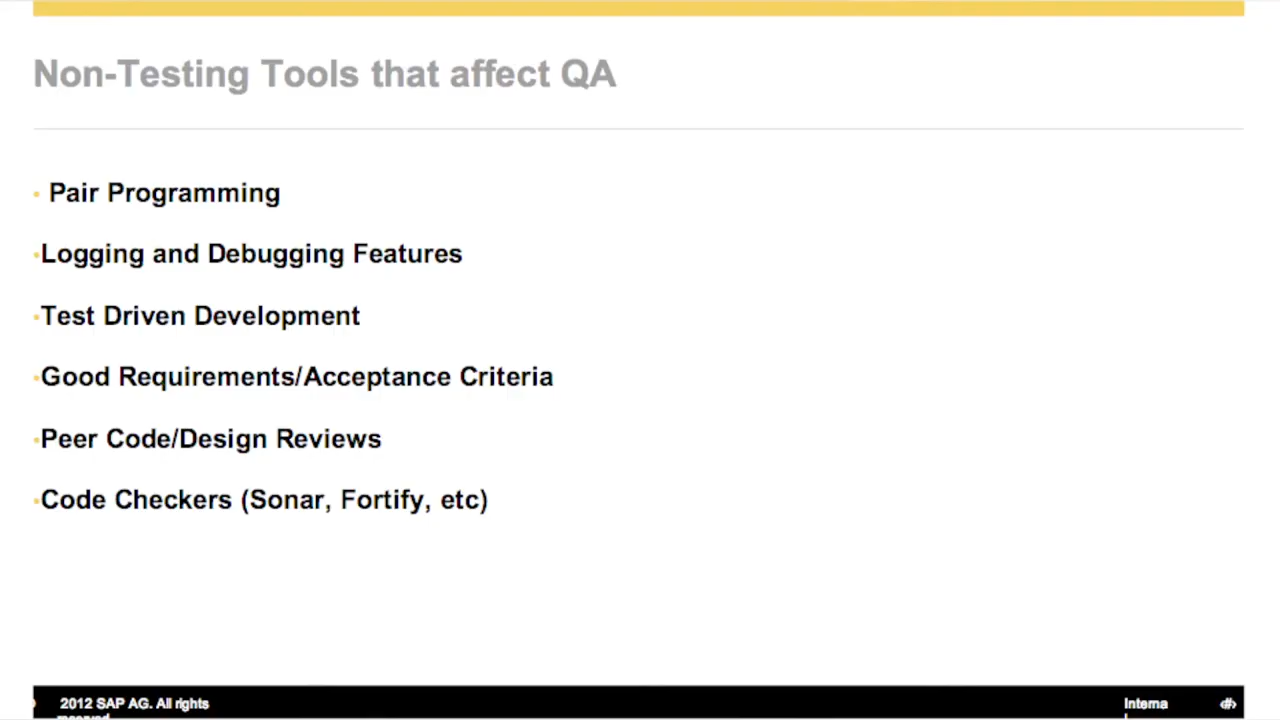 Non-Testing Tools that affect QA
• Pair Programming
•Logging and Debugging Features
•Test Driven Development
•Good Requirements/Acceptance Criteria
•Peer Code/Design Reviews
•Code Checkers (Sonar, Fortify, etc)
2012 SAP AG. All rights
reserved
Interna
l
‹#›